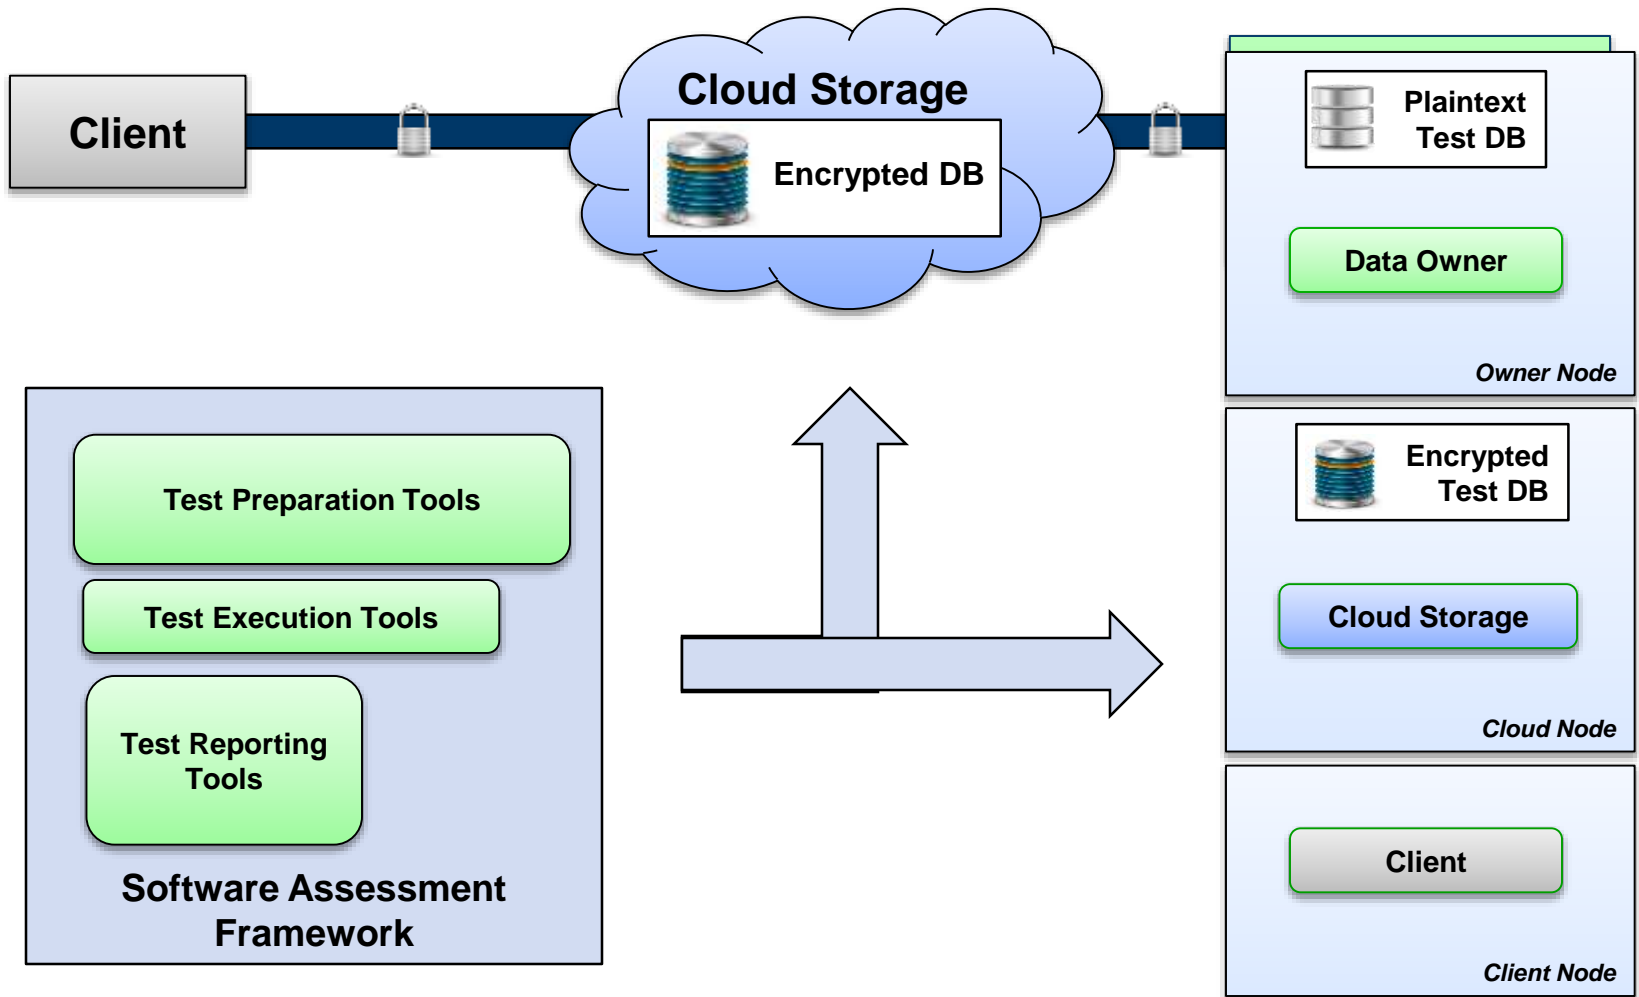 Client
Cloud Storage
Encrypted DB
Plaintext
Test DB
Data Owner
Owner Node
Encrypted
Test DB
Cloud Storage
Cloud Node
Client
Client Node
Test Preparation Tools
Test Execution Tools
Test Reporting
Tools
Software Assessment
Framework